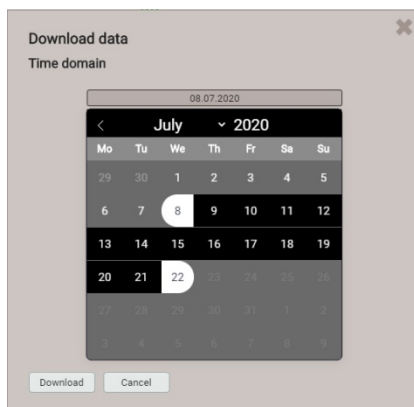 Download data
Time domain
08.07.2020
July 2020
Mo Tu We Th Fr Sa Su
29 30 1 2 3 4 5
6 7 8 9 10 11 12
13 14 15 16 17 18 19
20 21 22 23 24 25 26
27 28 29 30 31 1 2
3 4 5 6 7 8 9
Download Cancel